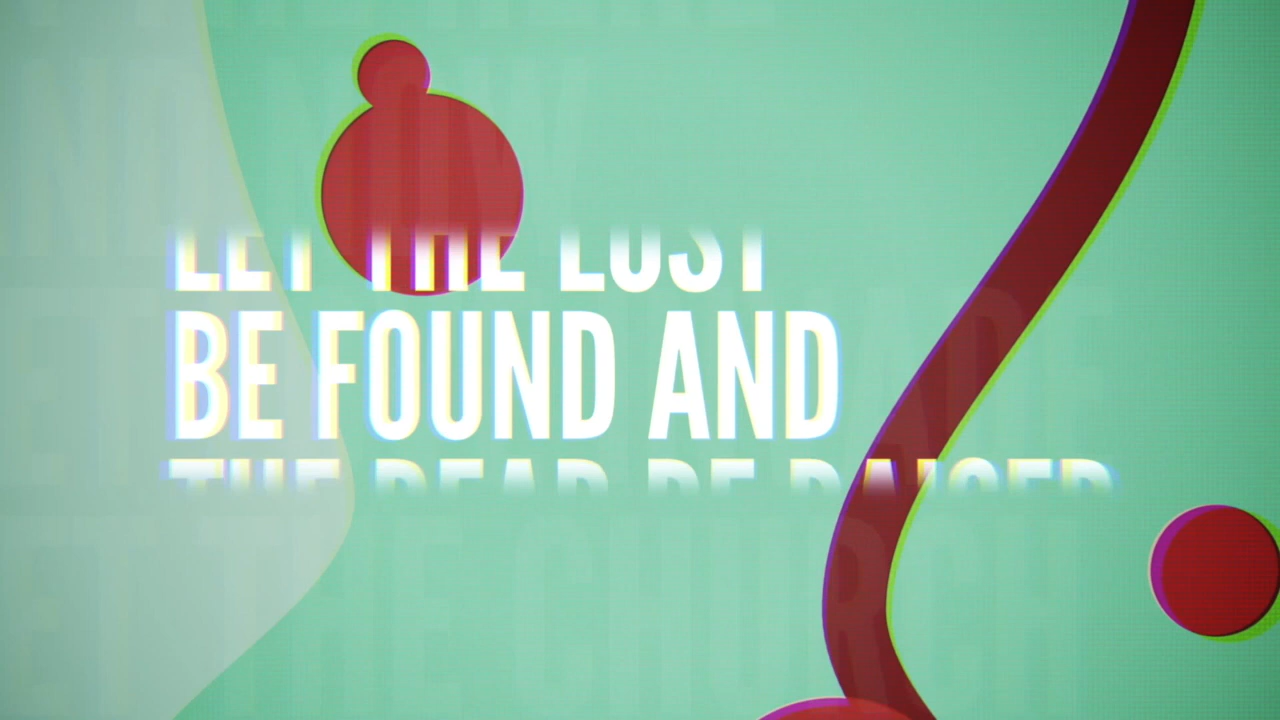 LET THE LOST
BE FOUND AND
THE DEAD BE RAISED